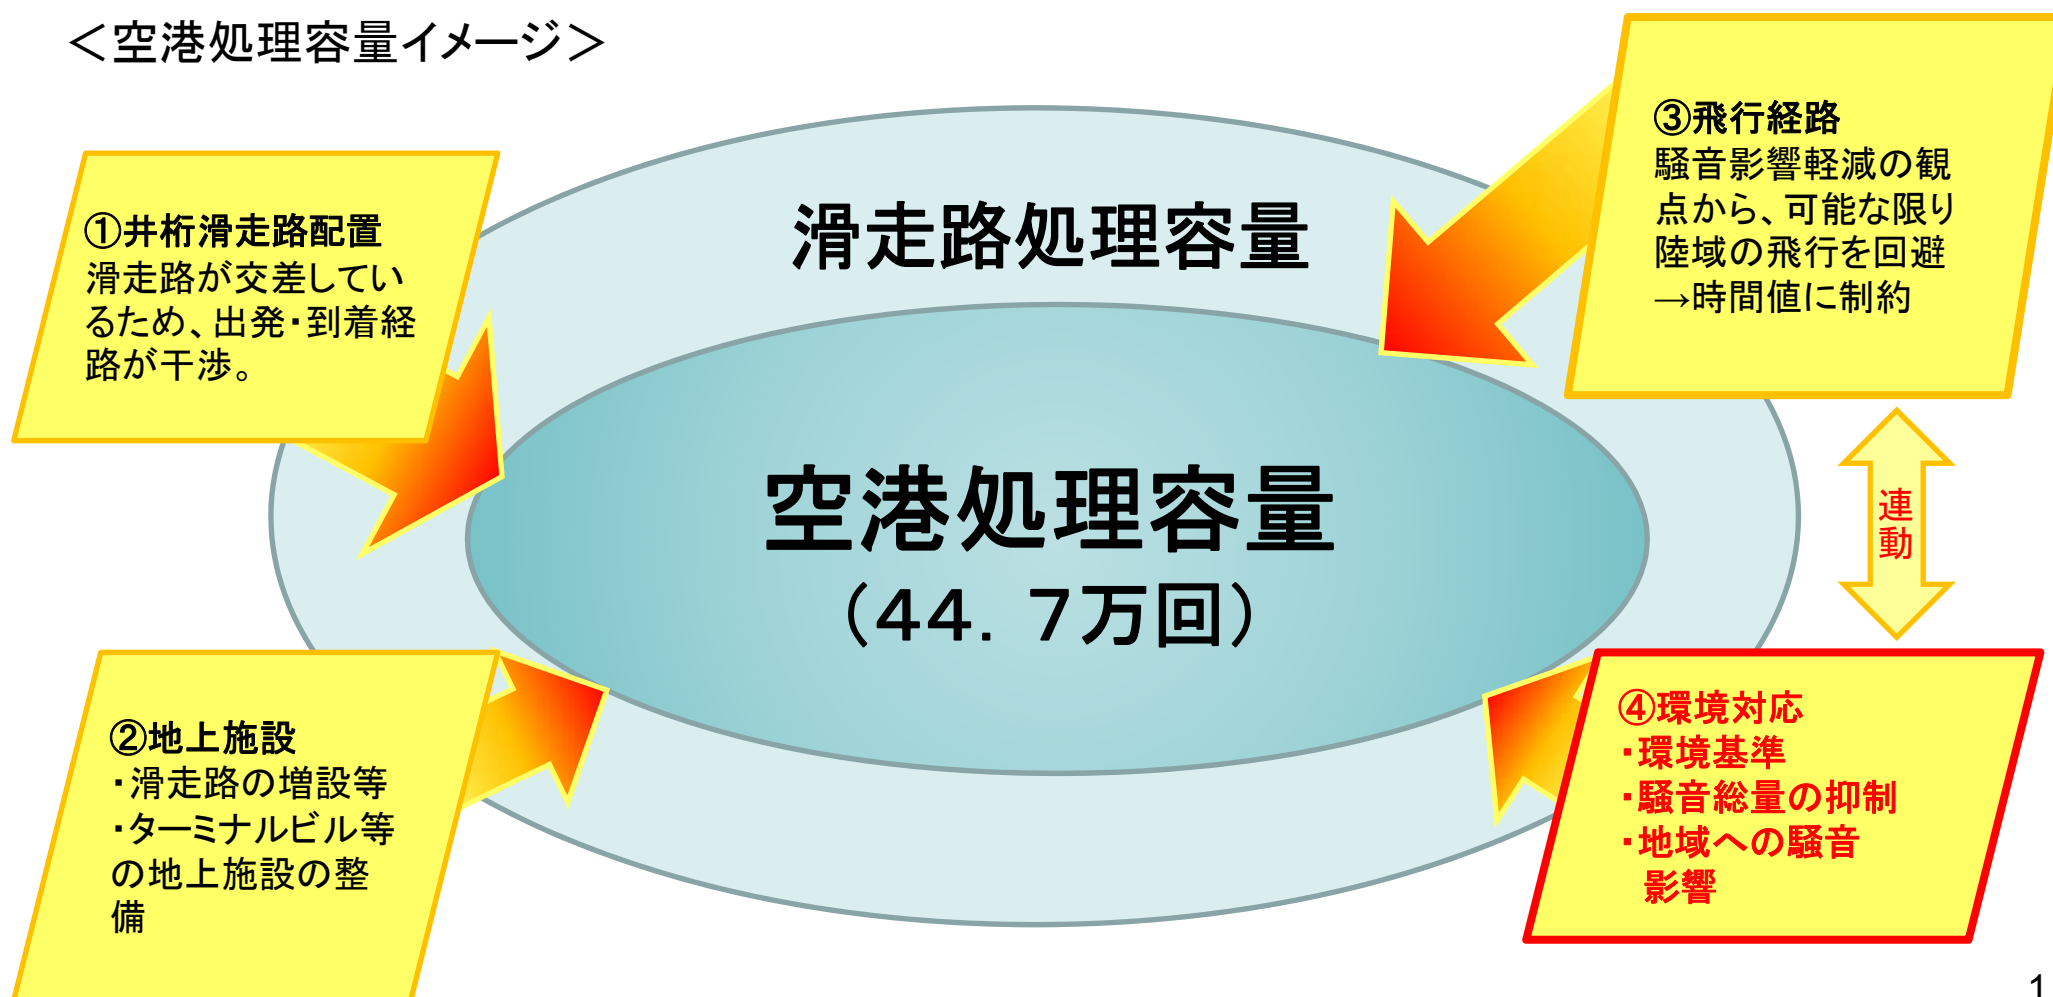 ＜空港処理容量イメージ＞
①井桁滑走路配置
滑走路が交差してい
るため、出発・到着経
路が干渉。
滑走路処理容量
③飛行経路
騒音影響軽減の観
点から、可能な限り
陸域の飛行を回避
→時間値に制約
空港処理容量
（４４．７万回）
連
動
②地上施設
・滑走路の増設等
・ターミナルビル等
の地上施設の整
備
④環境対応
・環境基準
・騒音総量の抑制
・地域への騒音
影響
1